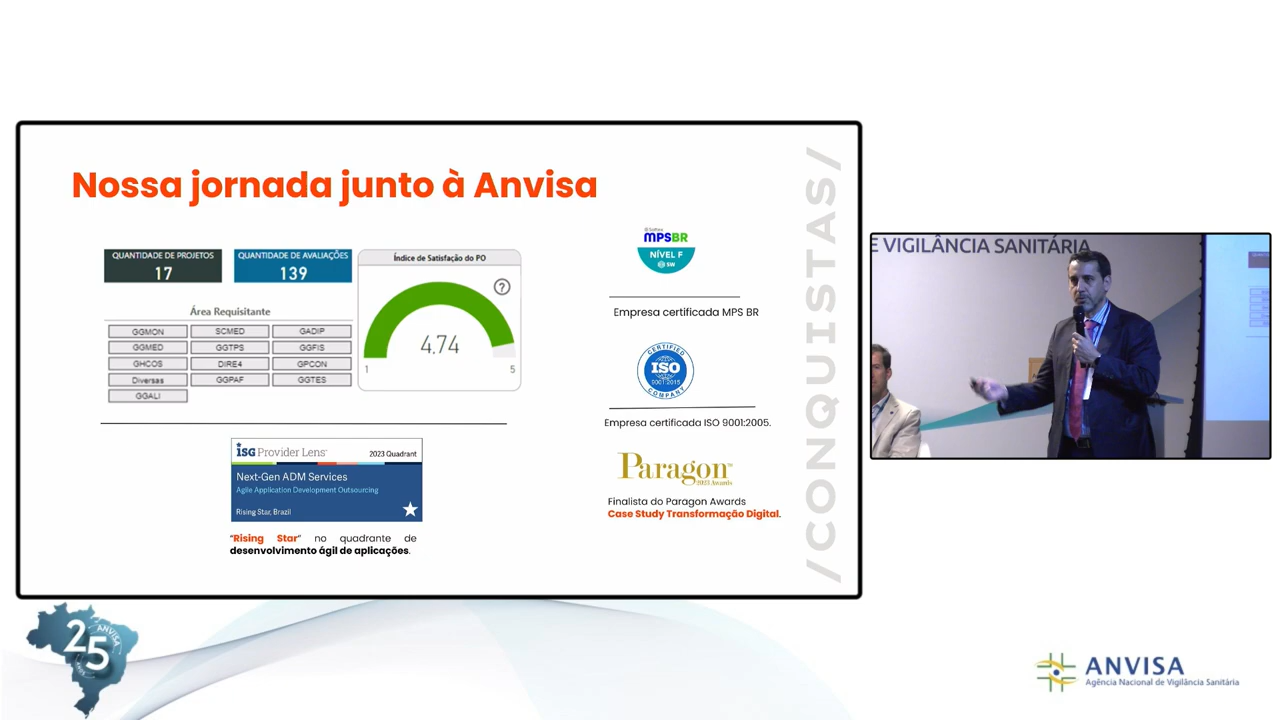 Nossa jornada junto à Anvisa
QUANTIDADE DE PROJETOS
17
QUANTIDADE DE AVALIAÇÕES
139
Índice de Satisfação do PO
?
4,74
1
5
Área Requisitante
GGMON
SCMED
GADIP
GGMED
GGTPS
GGFIS
GHCOS
DIRE4
GPCON
Diversas
GGPAF
GGTES
GGALI
ISG Provider Lens
2023 Quadrant
Next-Gen ADM Services
Agile Application Development Outsourcing
Rising Star, Brazil
"Rising Star" no quadrante de
desenvolvimento ágil de aplicações.
MPSBR
NÍVEL F
SW
Empresa certificada MPS BR
CERTIFIED
ISO
9001:2015
COMPANY
Empresa certificada ISO 9001:2005.
Paragon™
2023 Awards
Finalista do Paragon Awards
Case Study Transformação Digital.
/CONQUISTAS/
E VIGILÂNCIA SANITÁRIA
25
ANVISA
ANOS
ANVISA
Agência Nacional de Vigilância Sanitária